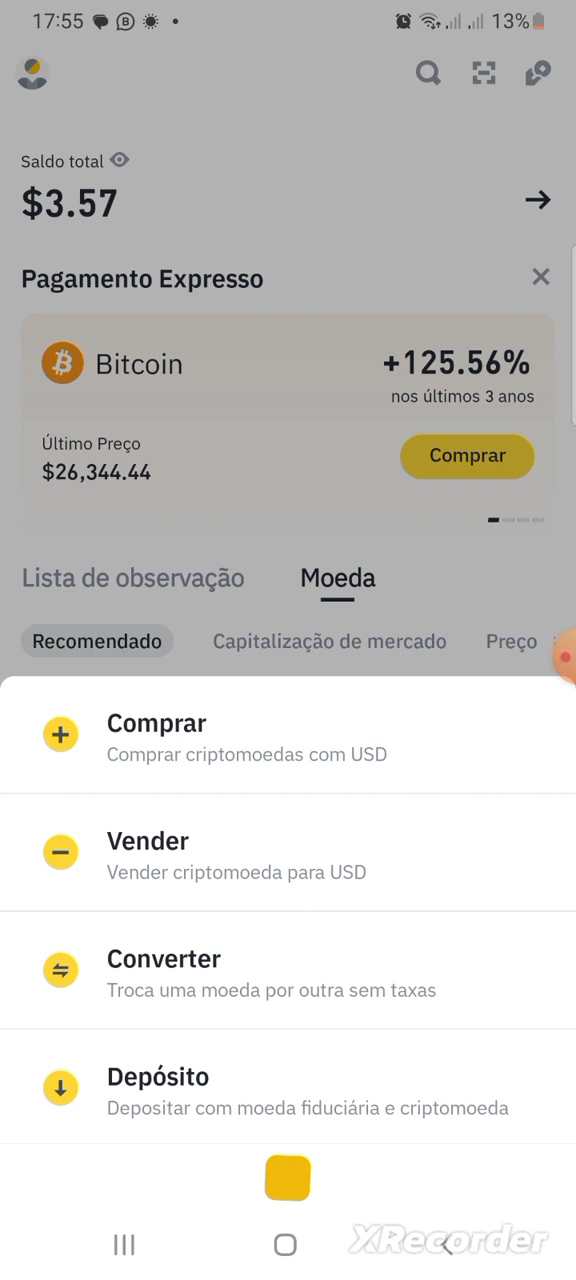 17:55
13%
Saldo total
$3.57
Pagamento Expresso
Bitcoin
+125.56%
nos últimos 3 anos
Último Preço
$26,344.44
Comprar
Lista de observação Moeda
Recomendado Capitalização de mercado Preço
Comprar
Comprar criptomoedas com USD
Vender
Vender criptomoeda para USD
Converter
Troca uma moeda por outra sem taxas
Depósito
Depositar com moeda fiduciária e criptomoeda
XRecorder